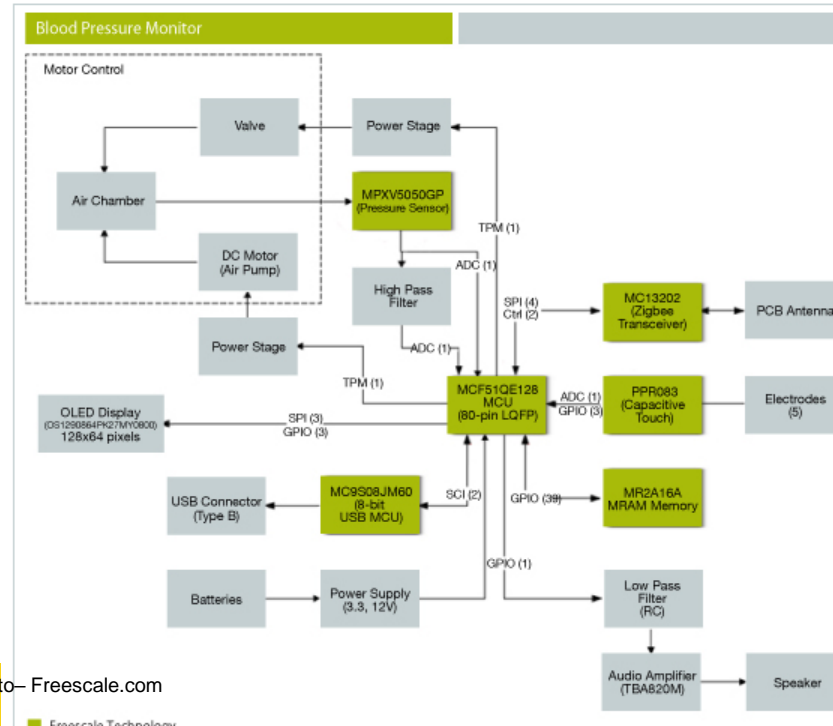 Blood Pressure Monitor
Motor Control
Valve
Power Stage
Air Chamber
MPXV5050GP
(Pressure Sensor)
TPM (1)
DC Motor
(Air Pump)
ADC (1)
High Pass
Filter
SPI (4)
Ctrl (2)
MC13202
(Zigbee
Transceiver)
PCB Antenna
Power Stage
ADC (1)
TPM (1)
MCF51QE128
MCU
(80-pin LQFP)
ADC (1)
GPIO (3)
PPR083
(Capacitive
Touch)
Electrodes
(5)
OLED Display
(OS1290864PK27MY0800)
128x64 pixels
SPI (3)
GPIO (3)
USB Connector
(Type B)
MC9S08JM60
(8-bit
USB MCU)
SCI (2)
GPIO (39)
MR2A16A
MRAM Memory
GPIO (1)
Batteries
Power Supply
(3.3, 12V)
Low Pass
Filter
(RC)
to– Freescale.com
Audio Amplifier
(TBA820M)
Speaker
Freescale Technology